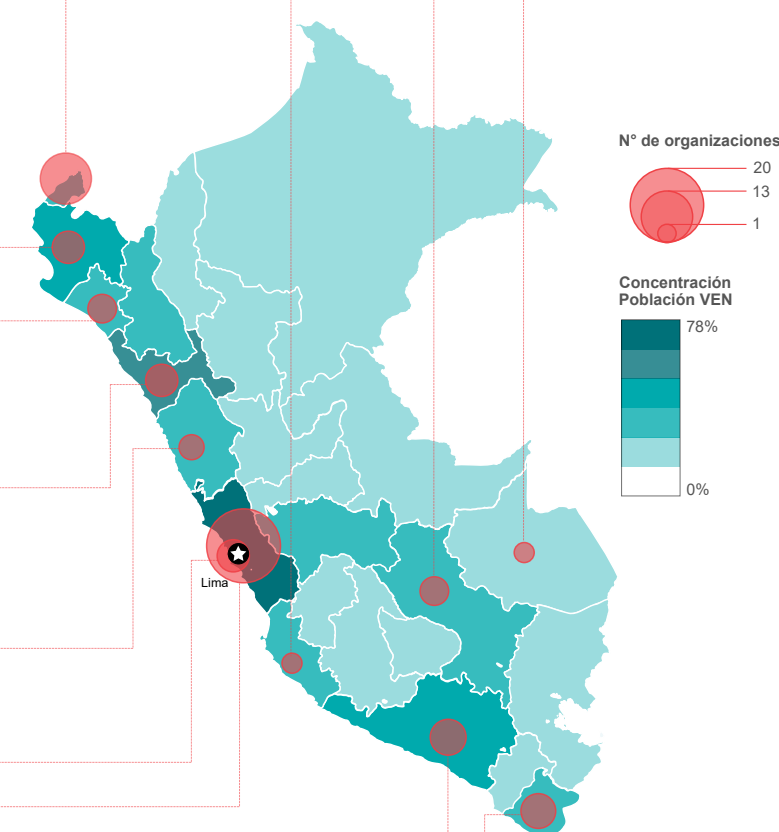 N° de organizaciones
20
13
1
Concentración
Población VEN
78%
0%
Lima